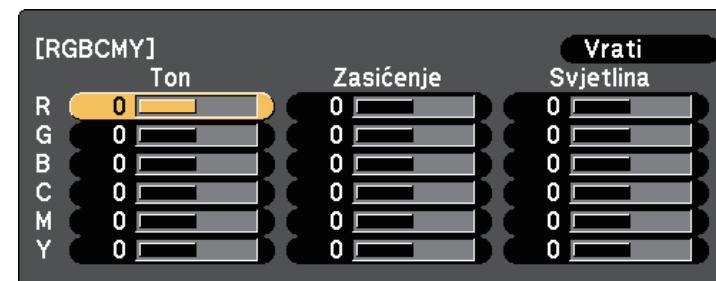 [RGBCMY] Vrati
Ton Zasićenje Svjetlina
R 0 0 0
G 0 0 0
B 0 0 0
C 0 0 0
M 0 0 0
Y 0 0 0